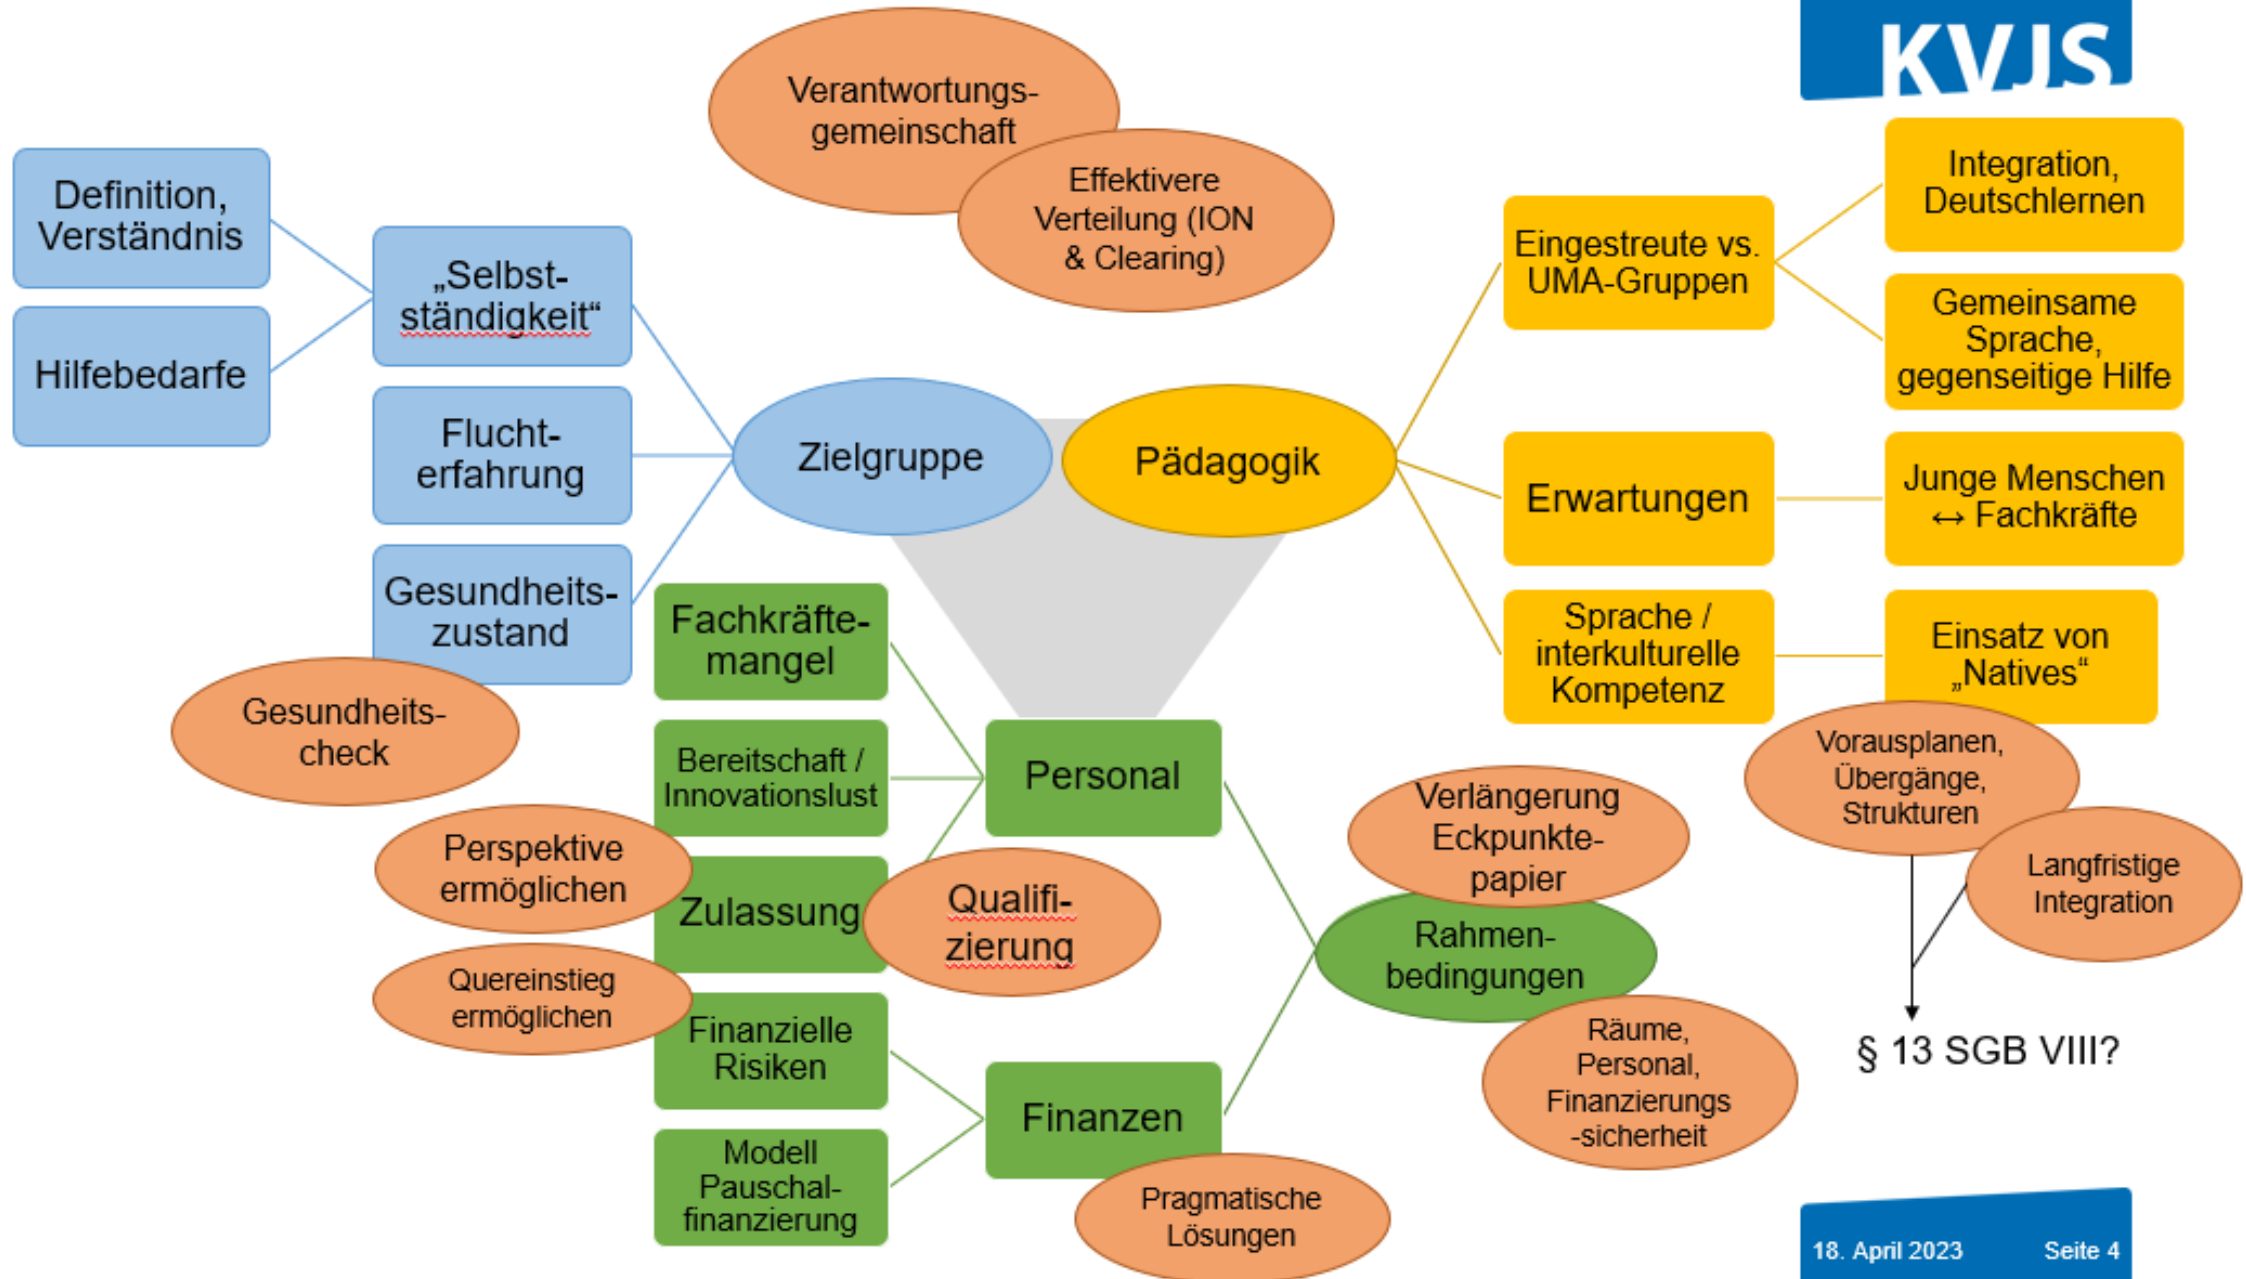 KVJS
Verantwortungs-
gemeinschaft
Effektivere
Verteilung (ION
& Clearing)
Definition,
Verständnis
Hilfebedarfe
„Selbst-
ständigkeit“
Flucht-
erfahrung
Gesundheits-
zustand
Gesundheits-
check
Zielgruppe
Pädagogik
Eingestreute vs.
UMA-Gruppen
Integration,
Deutschlernen
Gemeinsame
Sprache,
gegenseitige Hilfe
Erwartungen
Junge Menschen
↔ Fachkräfte
Sprache /
interkulturelle
Kompetenz
Einsatz von
„Natives“
Vorausplanen,
Übergänge,
Strukturen
Langfristige
Integration
§ 13 SGB VIII?
Fachkräfte-
mangel
Bereitschaft /
Innovationslust
Perspektive
ermöglichen
Zulassung
Qualifi-
zierung
Quereinstieg
ermöglichen
Personal
Finanzielle
Risiken
Modell
Pauschal-
finanzierung
Finanzen
Pragmatische
Lösungen
Verlängerung
Eckpunkte-
papier
Rahmen-
bedingungen
Räume,
Personal,
Finanzierungs
-sicherheit
18. April 2023 Seite 4